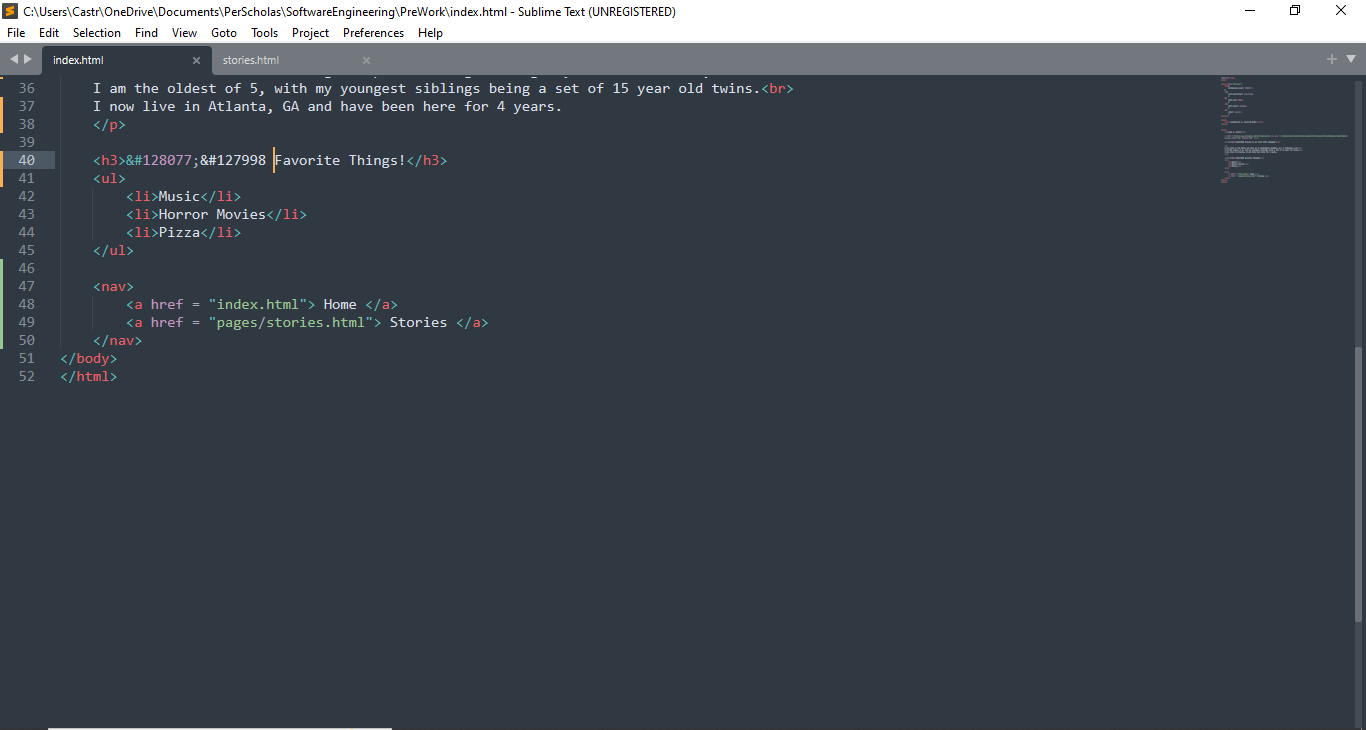 C:\Users\Castr\OneDrive\Documents\PerScholas\SoftwareEngineering\PreWork\index.html - Sublime Text (UNREGISTERED)
File Edit Selection Find View Goto Tools Project Preferences Help
index.html × stories.html ×
36 I am the oldest of 5, with my youngest siblings being a set of 15 year old twins.<br>
37 I now live in Atlanta, GA and have been here for 4 years.
38 </p>
39
40 <h3>&#128077;&#127998 Favorite Things!</h3>
41 <ul>
42 <li>Music</li>
43 <li>Horror Movies</li>
44 <li>Pizza</li>
45 </ul>
46
47 <nav>
48 <a href = "index.html"> Home </a>
49 <a href = "pages/stories.html"> Stories </a>
50 </nav>
51 </body>
52 </html>